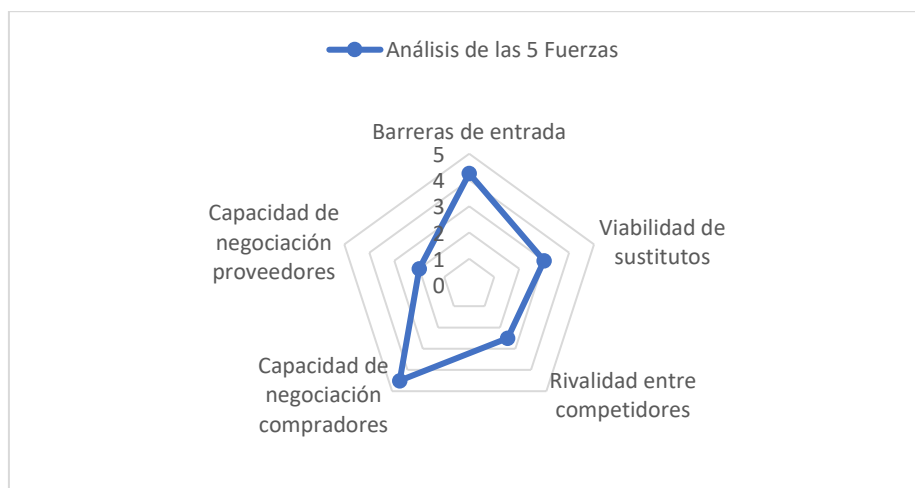 Análisis de las 5 Fuerzas
Barreras de entrada
5
4
3
2
1
0
Viabilidad de
sustitutos
Rivalidad entre
competidores
Capacidad de
negociación
compradores
Capacidad de
negociación
proveedores